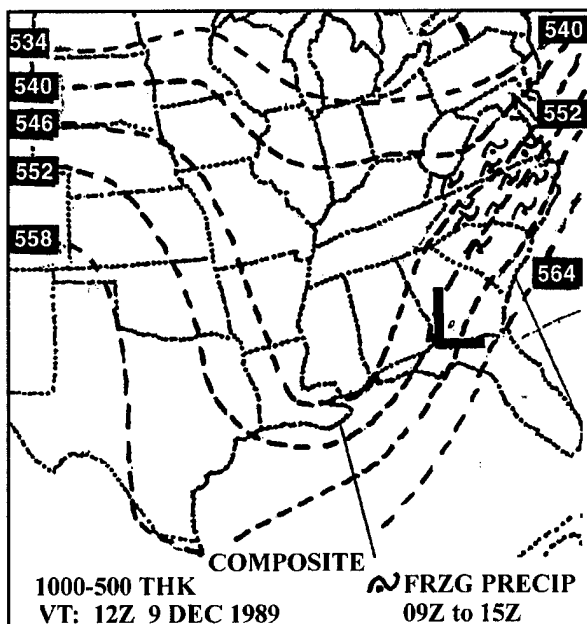 534
540
546
552
558
540
552
564
L
COMPOSITE
1000-500 THK
VT: 12Z 9 DEC 1989
FRZG PRECIP
09Z to 15Z